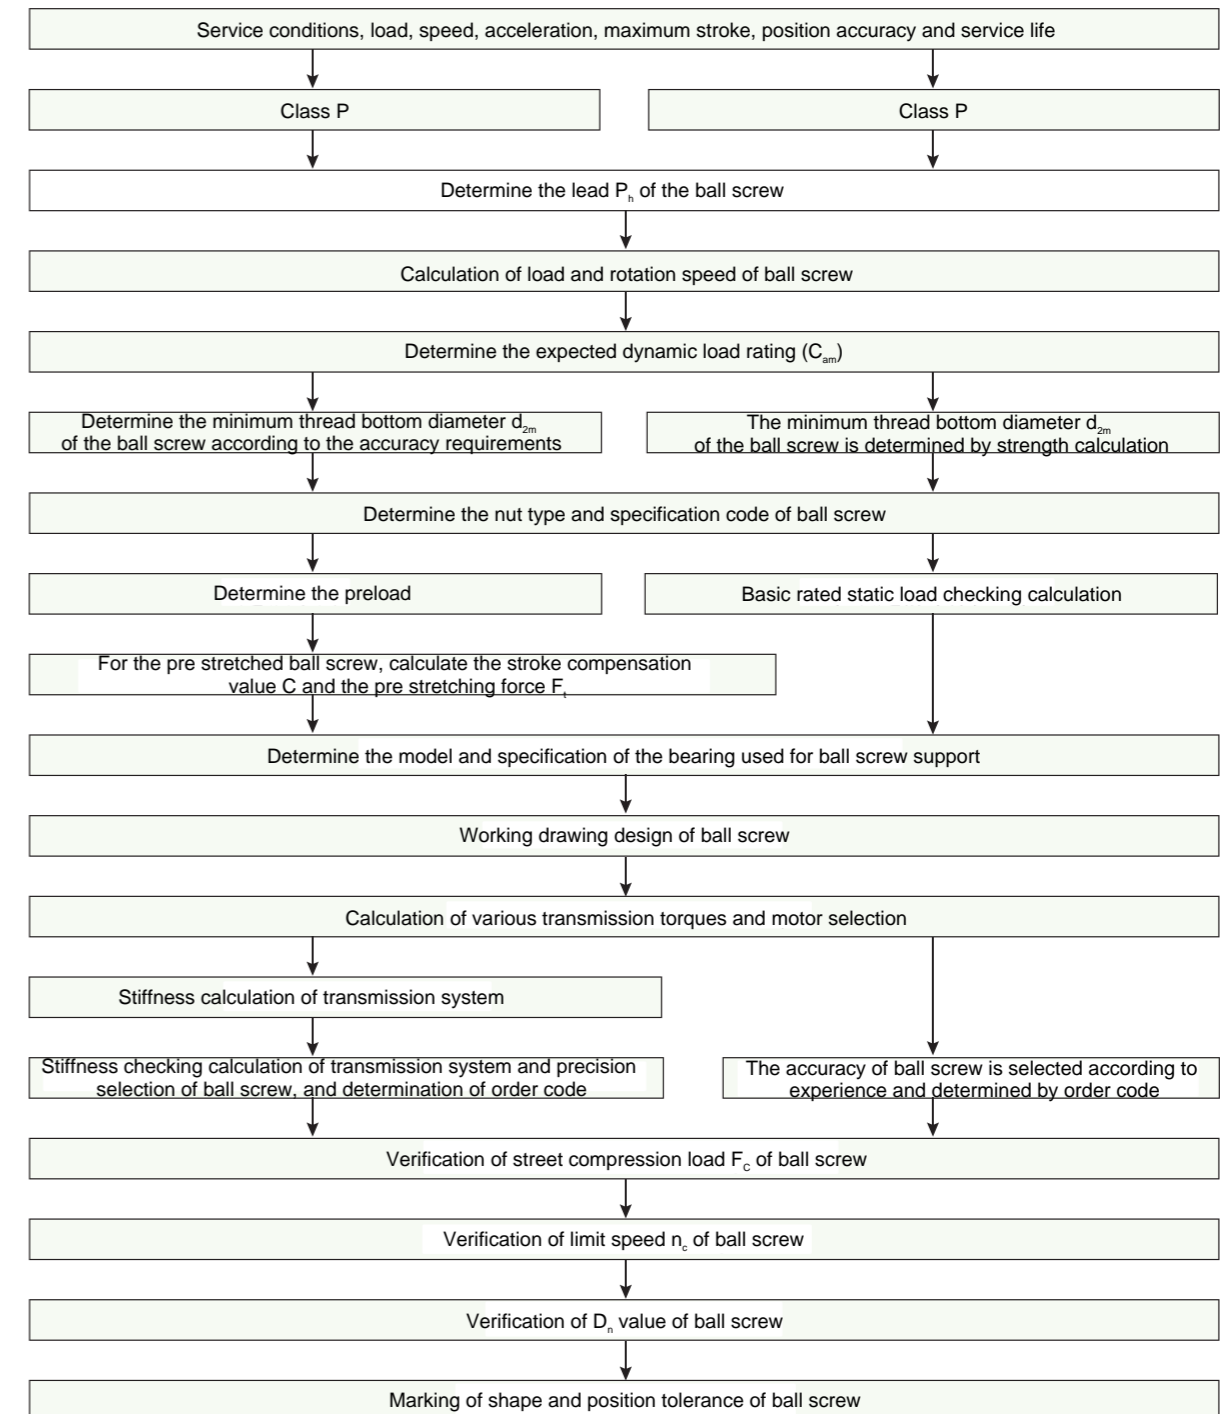 Service conditions, load, speed, acceleration, maximum stroke, position accuracy and service life
Class P
Class P
Determine the lead Pₕ of the ball screw
Calculation of load and rotation speed of ball screw
Determine the expected dynamic load rating (Cₐₘ)
Determine the minimum thread bottom diameter d₂ₘ
of the ball screw according to the accuracy requirements
The minimum thread bottom diameter d₂ₘ
of the ball screw is determined by strength calculation
Determine the nut type and specification code of ball screw
Determine the preload
Basic rated static load checking calculation
For the pre stretched ball screw, calculate the stroke compensation
value C and the pre stretching force Fₜ
Determine the model and specification of the bearing used for ball screw support
Working drawing design of ball screw
Calculation of various transmission torques and motor selection
Stiffness calculation of transmission system
Stiffness checking calculation of transmission system and precision
selection of ball screw, and determination of order code
The accuracy of ball screw is selected according to
experience and determined by order code
Verification of street compression load F_C of ball screw
Verification of limit speed n_c of ball screw
Verification of Dₙ value of ball screw
Marking of shape and position tolerance of ball screw